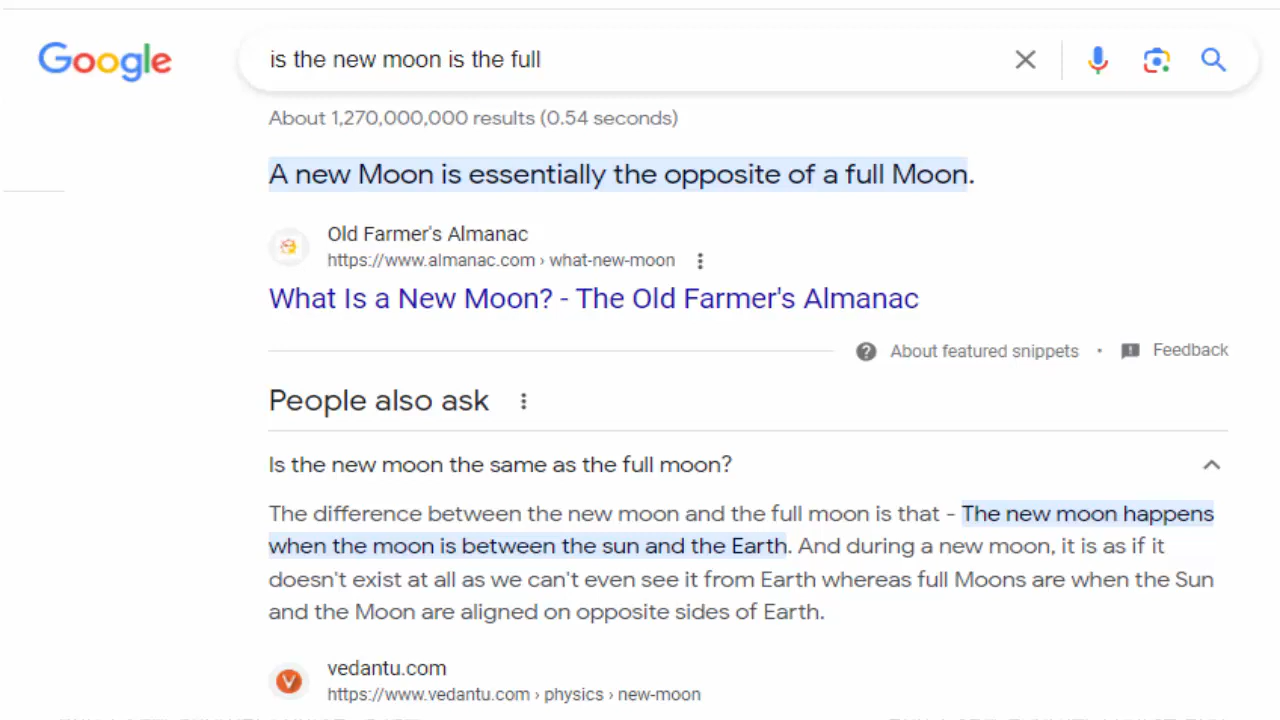 Google
is the new moon is the full
About 1,270,000,000 results (0.54 seconds)
A new Moon is essentially the opposite of a full Moon.
Old Farmer's Almanac
https://www.almanac.com › what-new-moon
What Is a New Moon? - The Old Farmer's Almanac
About featured snippets • Feedback
People also ask
Is the new moon the same as the full moon?
The difference between the new moon and the full moon is that - The new moon happens
when the moon is between the sun and the Earth. And during a new moon, it is as if it
doesn't exist at all as we can't even see it from Earth whereas full Moons are when the Sun
and the Moon are aligned on opposite sides of Earth.
vedantu.com
https://www.vedantu.com › physics › new-moon